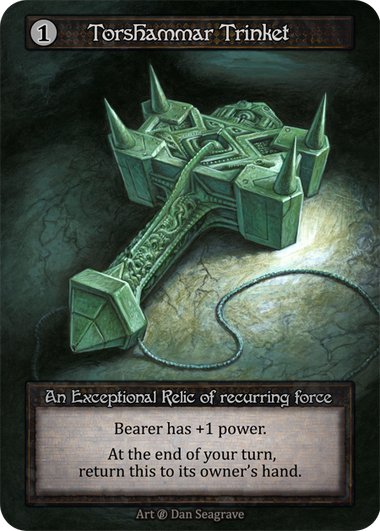 1
Torshammar Trinket
An Exceptional Relic of recurring force
Bearer has +1 power.
At the end of your turn,
return this to its owner's hand.
Art @ Dan Seagrave